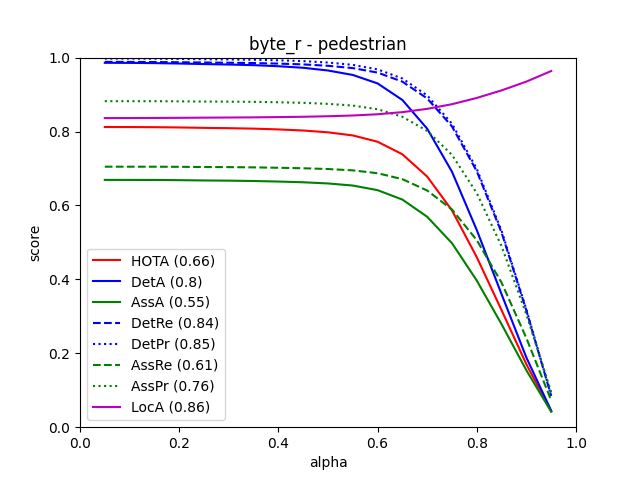 byte_r - pedestrian
score
1.0
0.8
0.6
0.4
0.2
0.0
HOTA (0.66)
DetA (0.8)
AssA (0.55)
DetRe (0.84)
DetPr (0.85)
AssRe (0.61)
AssPr (0.76)
LocA (0.86)
0.0 0.2 0.4 0.6 0.8 1.0
alpha